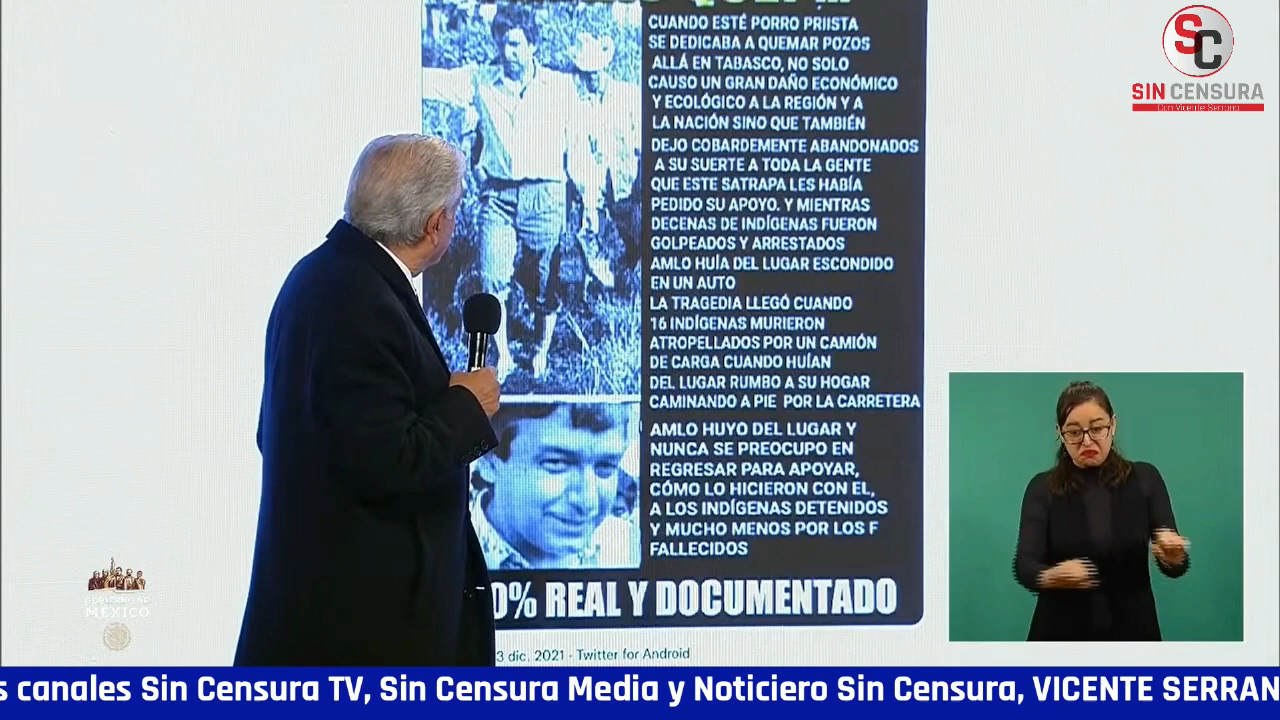 CUANDO ESTÉ PORRO PRIISTA
SE DEDICABA A QUEMAR POZOS
ALLÁ EN TABASCO, NO SOLO
CAUSO UN GRAN DAÑO ECONÓMICO
Y ECOLÓGICO A LA REGIÓN Y A
LA NACIÓN SINO QUE TAMBIÉN
DEJO COBARDEMENTE ABANDONADOS
A SU SUERTE A TODA LA GENTE
QUE ESTE SATRAPA LES HABÍA
PEDIDO SU APOYO. Y MIENTRAS
DECENAS DE INDÍGENAS FUERON
GOLPEADOS Y ARRESTADOS
AMLO HUÍA DEL LUGAR ESCONDIDO
EN UN AUTO
LA TRAGEDIA LLEGÓ CUANDO
16 INDÍGENAS MURIERON
ATROPELLADOS POR UN CAMIÓN
DE CARGA CUANDO HUÍAN
DEL LUGAR RUMBO A SU HOGAR
CAMINANDO A PIE POR LA CARRETERA
AMLO HUYO DEL LUGAR Y
NUNCA SE PREOCUPO EN
REGRESAR PARA APOYAR,
CÓMO LO HICIERON CON EL,
A LOS INDÍGENAS DETENIDOS
Y MUCHO MENOS POR LOS F
FALLECIDOS
0% REAL Y DOCUMENTADO
3 dic. 2021 · Twitter for Android
SC
SIN CENSURA
Con Vicente Serrano
MÉXICO
s canales Sin Censura TV, Sin Censura Media y Noticiero Sin Censura, VICENTE SERRAN